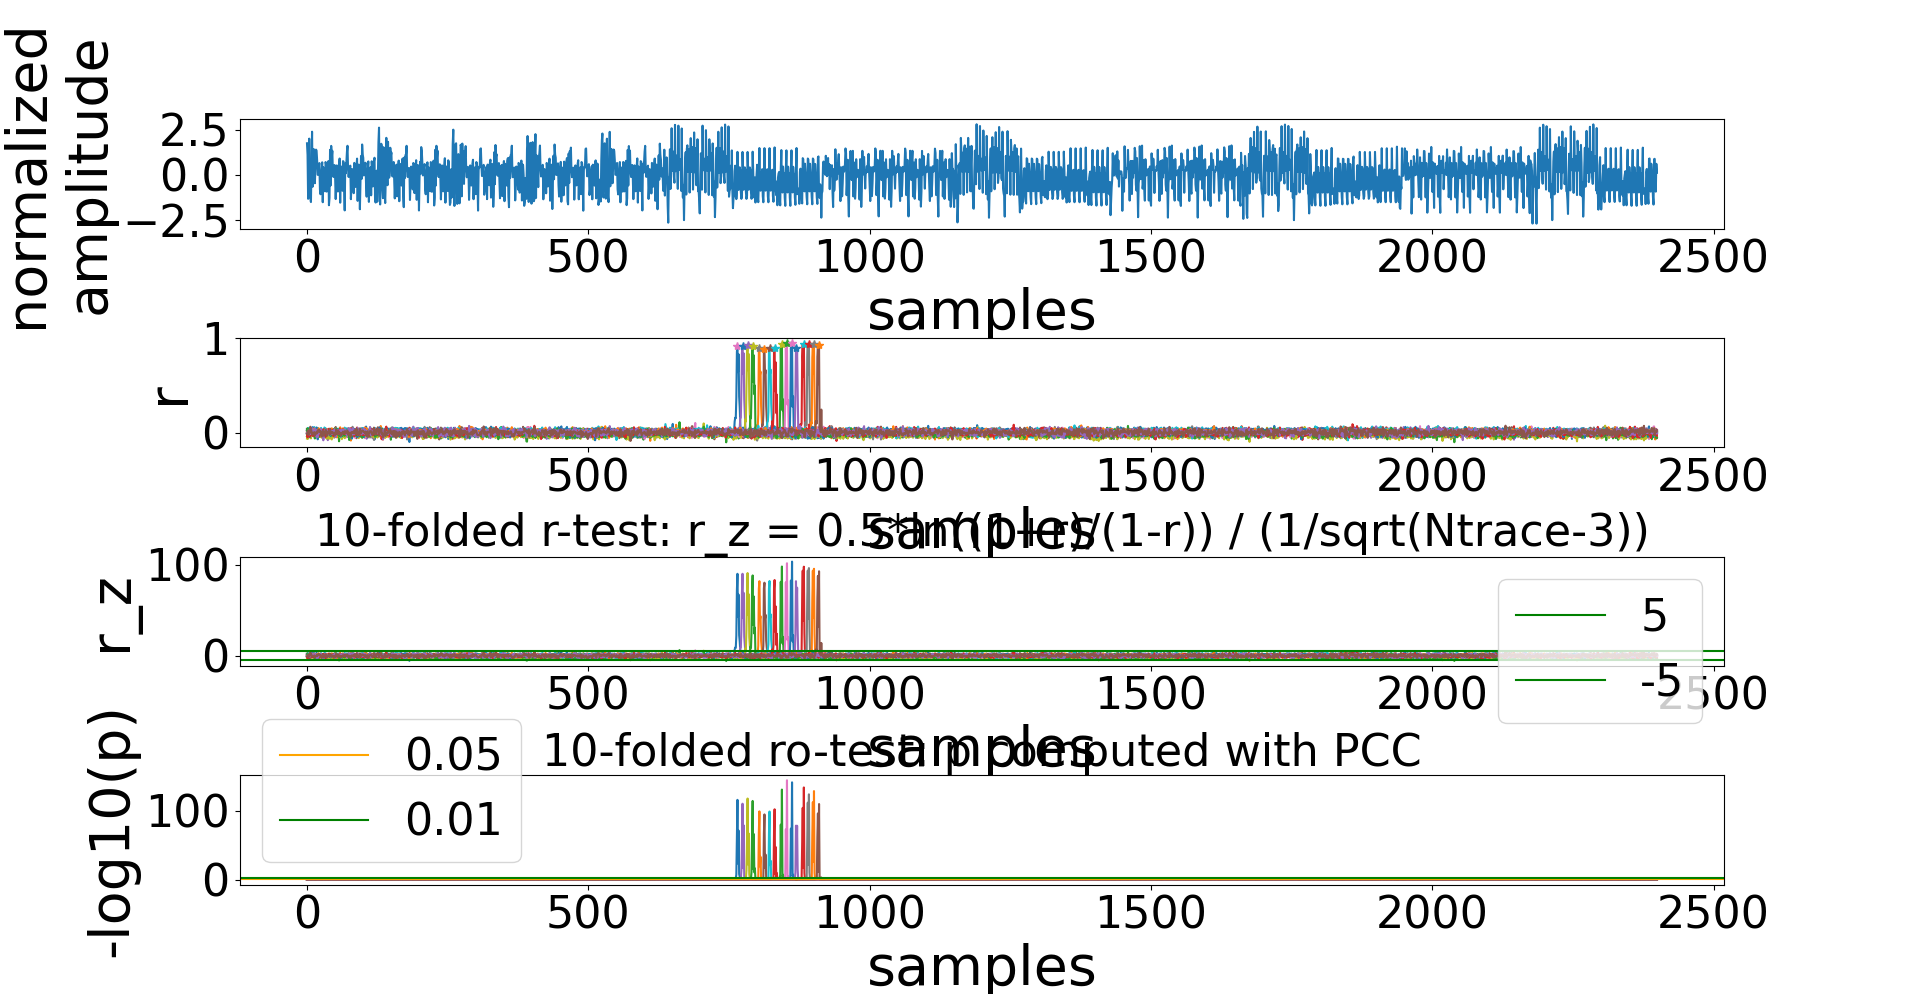 normalized
amplitude
2.5
0.0
−2.5
0 500 1000 1500 2000 2500
samples
r
1
0
0 500 1000 1500 2000 2500
samples
10-folded r-test: r_z = 0.5*ln((1+r)/(1-r)) / (1/sqrt(Ntrace-3))
r_z
100
0
5
-5
0 500 1000 1500 2000 2500
samples
10-folded ro-test: p computed with PCC
-log10(p)
100
0
0.05
0.01
0 500 1000 1500 2000 2500
samples